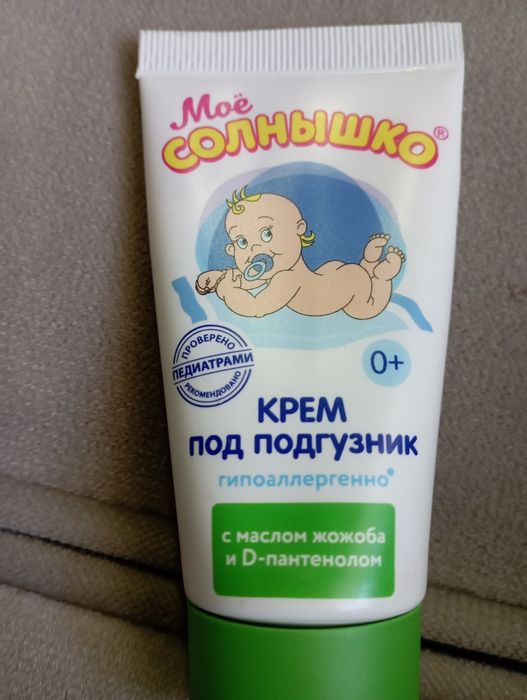 Моё
СОЛНЫШКО®
ПРОВЕРЕНО
ПЕДИАТРАМИ
РЕКОМЕНДОВАНО
0+
КРЕМ
ПОД ПОДГУЗНИК
гипоаллергенно*
с маслом жожоба
и D-пантенолом